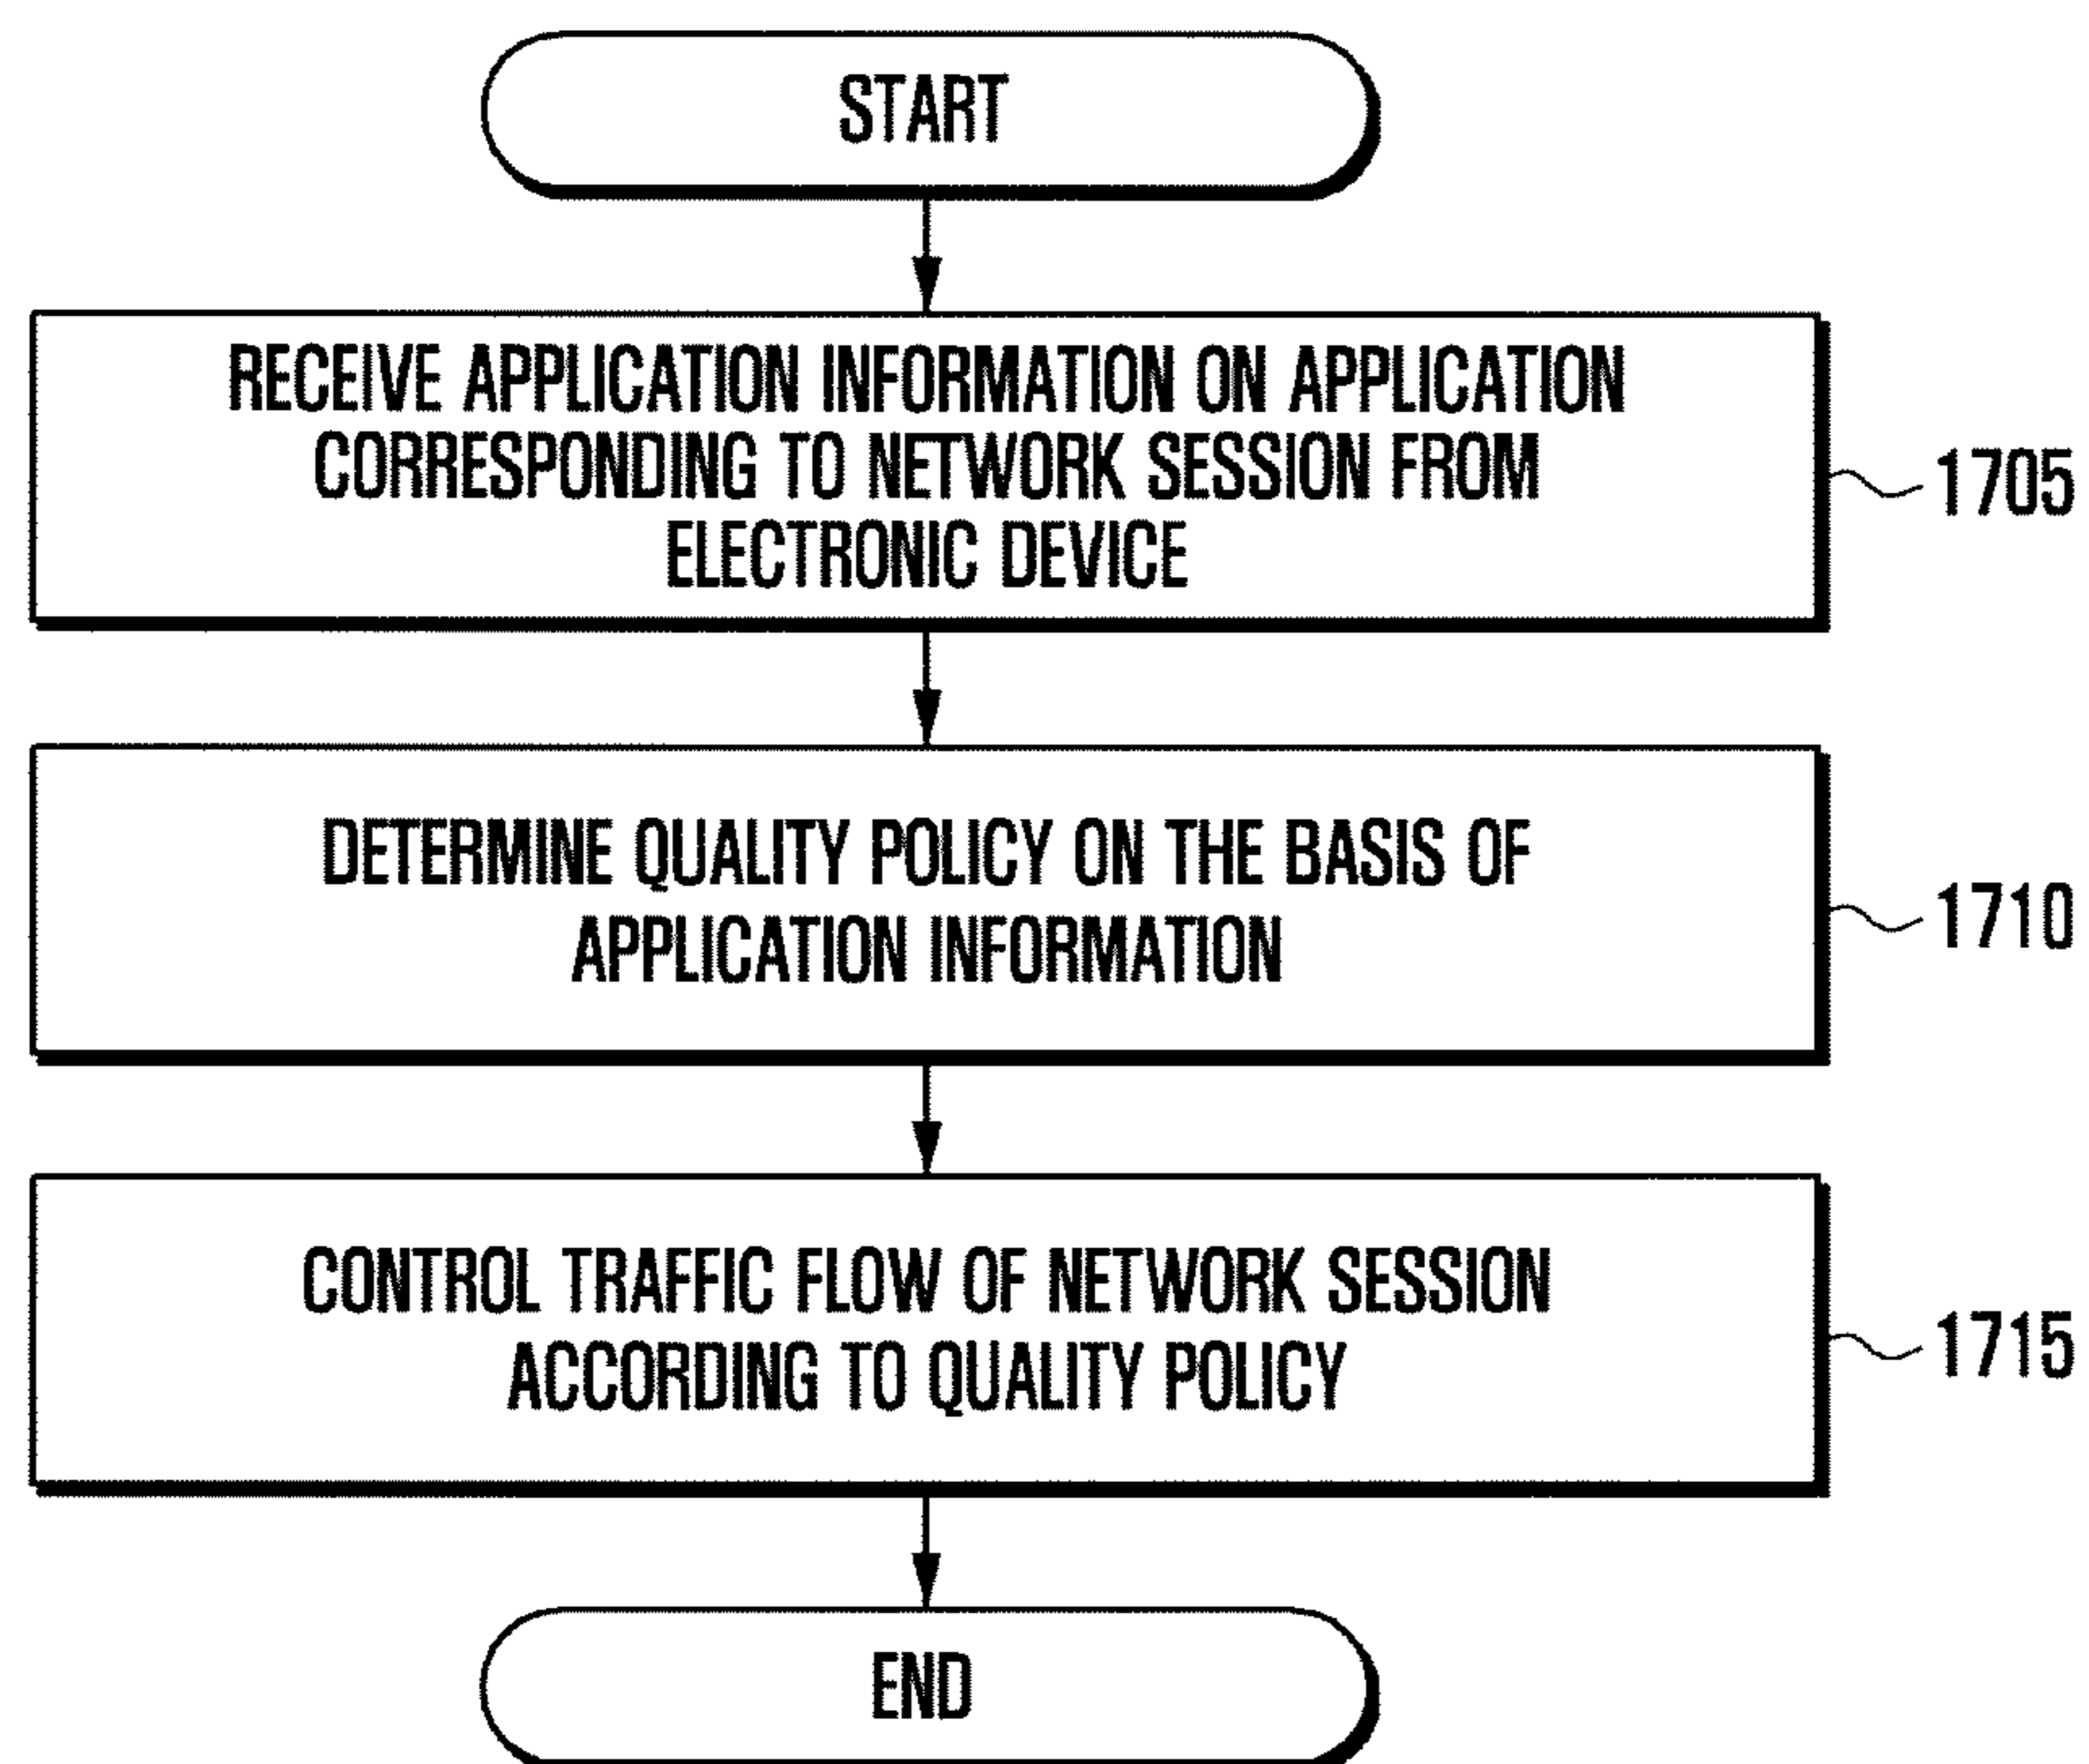 START
RECEIVE APPLICATION INFORMATION ON APPLICATION
CORRESPONDING TO NETWORK SESSION FROM
ELECTRONIC DEVICE
1705
DETERMINE QUALITY POLICY ON THE BASIS OF
APPLICATION INFORMATION
1710
CONTROL TRAFFIC FLOW OF NETWORK SESSION
ACCORDING TO QUALITY POLICY
1715
END